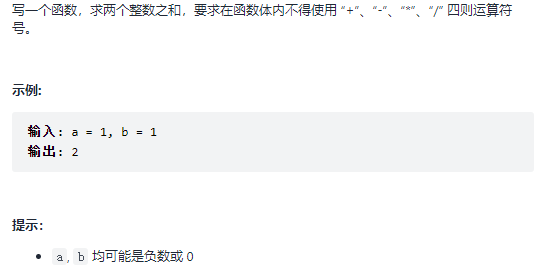 写一个函数，求两个整数之和，要求在函数体内不得使用 “+”、“-”、“*”、“/” 四则运算符
号。
示例:
输入: a = 1, b = 1
输出: 2
提示：
• a, b 均可能是负数或 0